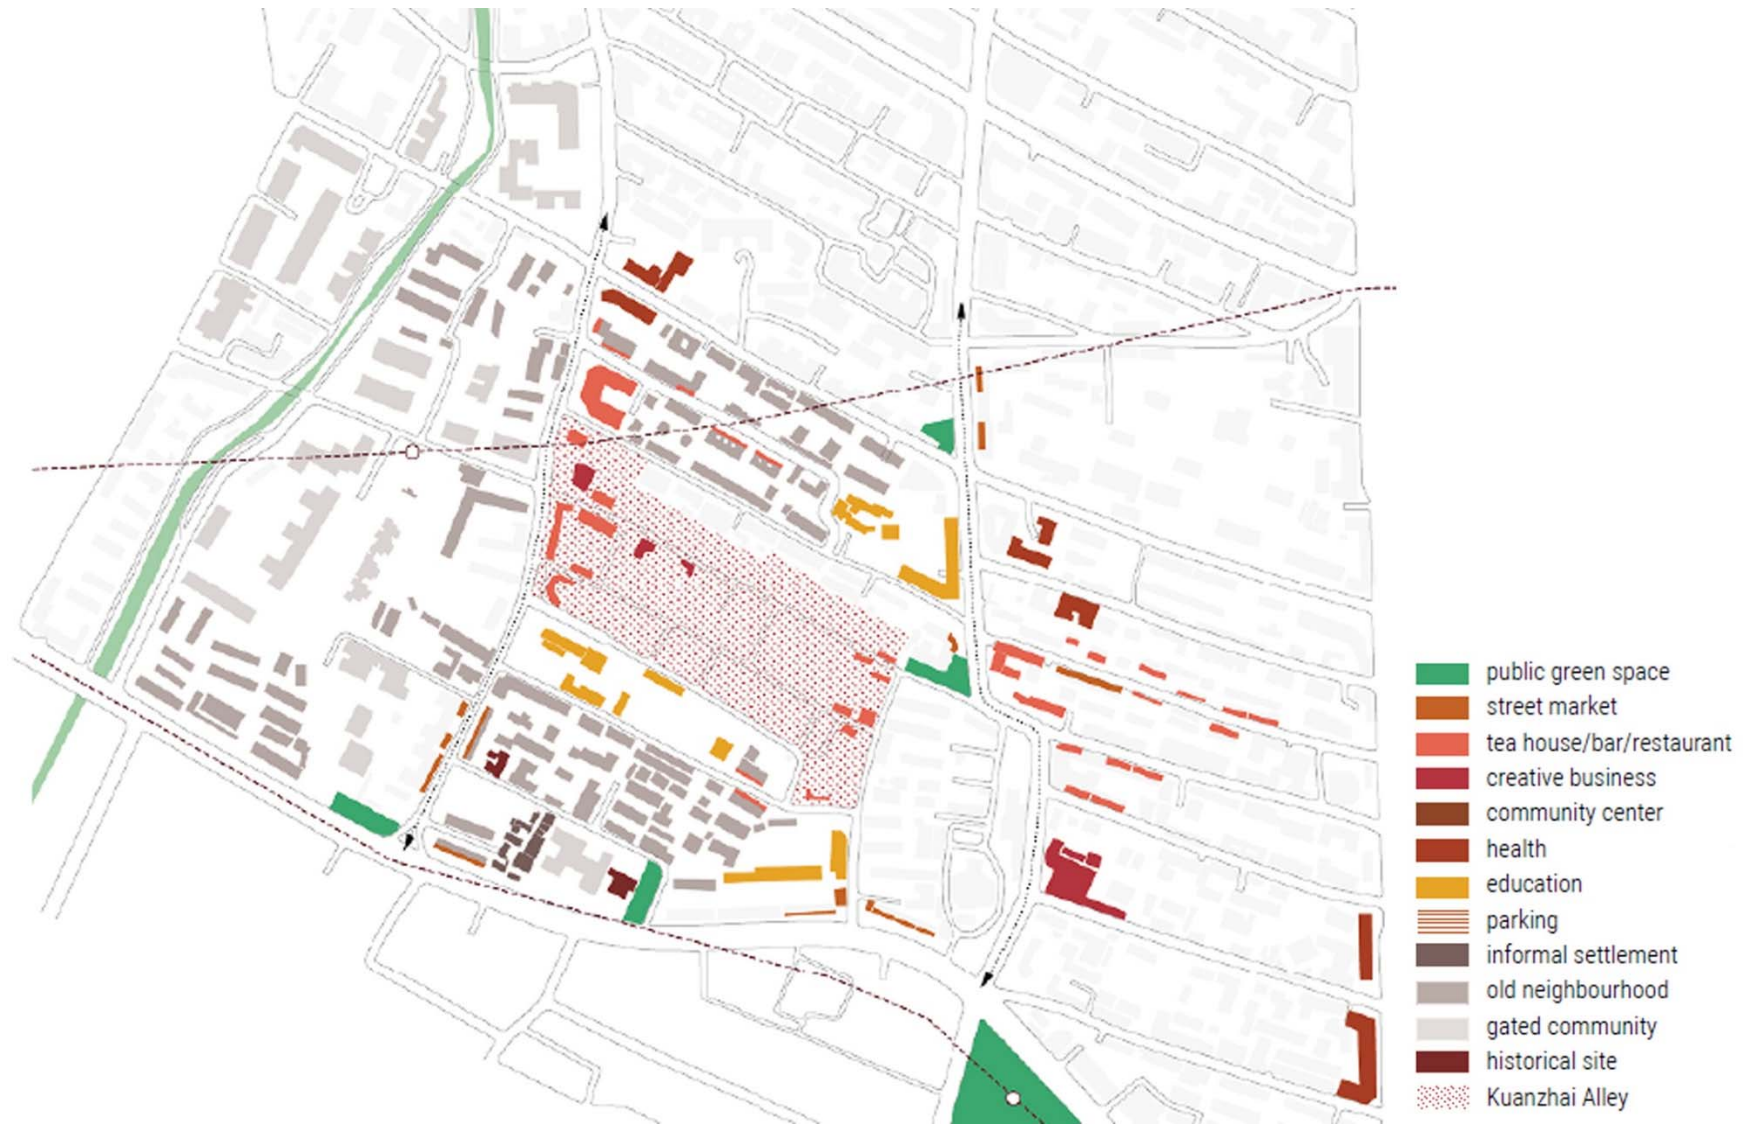 public green space
street market
tea house/bar/restaurant
creative business
community center
health
education
parking
informal settlement
old neighbourhood
gated community
historical site
Kuanzhai Alley